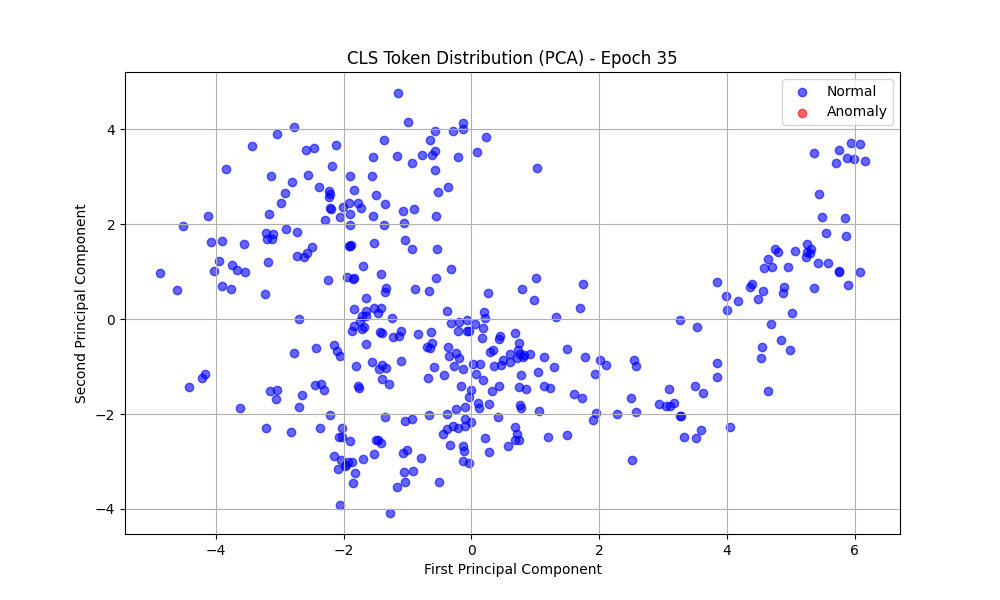 CLS Token Distribution (PCA) - Epoch 35
Normal
Anomaly
Second Principal Component
4
2
0
−2
−4
−4
−2
0
2
4
6
First Principal Component